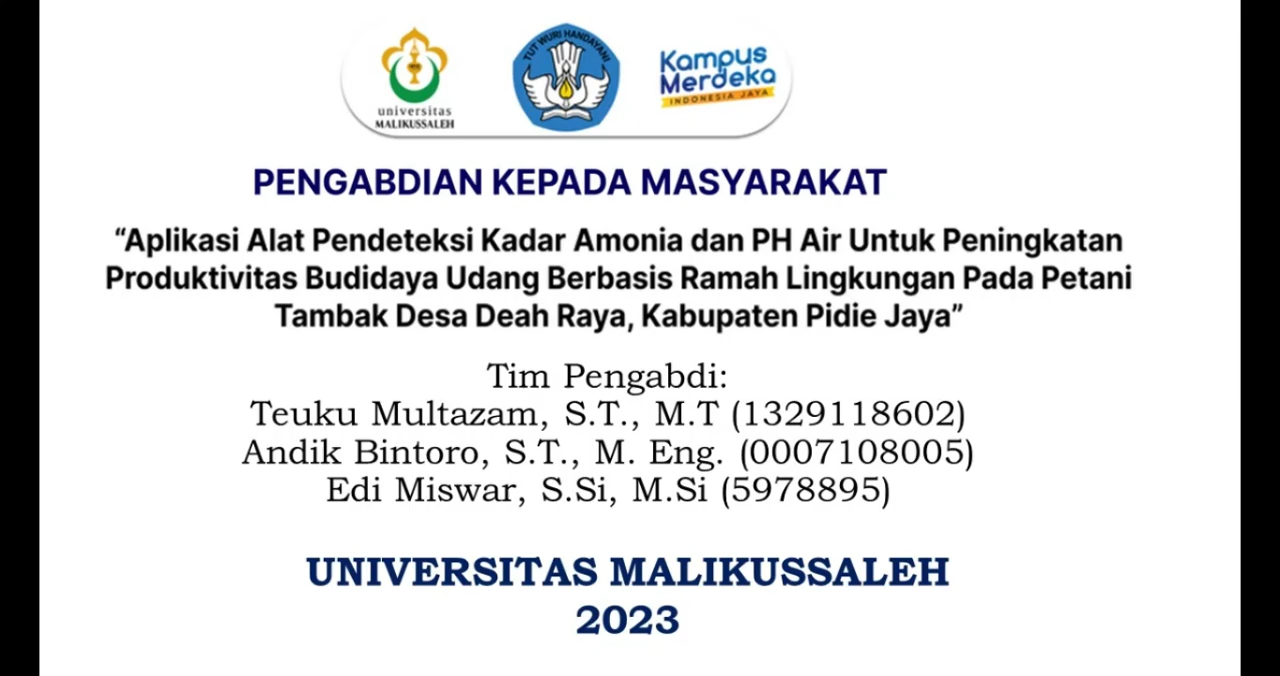 universitas
MALIKUSSALEH
TUT WURI HANDAYANI
Kampus
Merdeka
INDONESIA JAYA
PENGABDIAN KEPADA MASYARAKAT
“Aplikasi Alat Pendeteksi Kadar Amonia dan PH Air Untuk Peningkatan
Produktivitas Budidaya Udang Berbasis Ramah Lingkungan Pada Petani
Tambak Desa Deah Raya, Kabupaten Pidie Jaya”
Tim Pengabdi:
Teuku Multazam, S.T., M.T (1329118602)
Andik Bintoro, S.T., M. Eng. (0007108005)
Edi Miswar, S.Si, M.Si (5978895)
UNIVERSITAS MALIKUSSALEH
2023